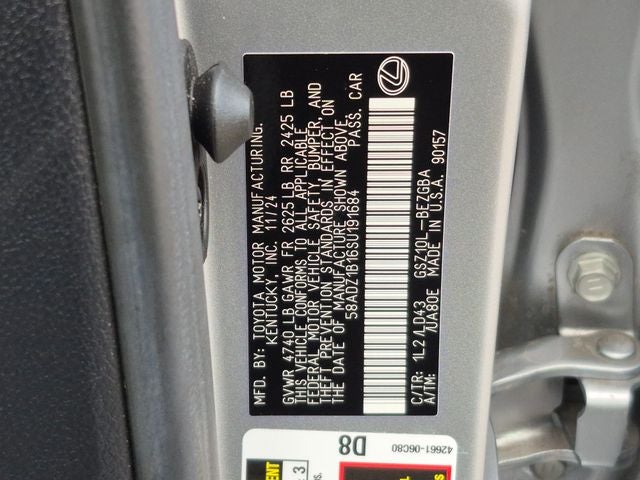 MFD. BY: TOYOTA MOTOR MANUFACTURING,
KENTUCKY, INC. 11/24
GVWR 4740 LB GAWR FR 2625 LB RR 2425 LB
THIS VEHICLE CONFORMS TO ALL APPLICABLE
FEDERAL MOTOR VEHICLE SAFETY, BUMPER, AND
THEFT PREVENTION STANDARDS IN EFFECT ON
THE DATE OF MANUFACTURE SHOWN ABOVE.
58ADZ1B16SU191684 PASS. CAR
C/TR: 1L2 /LD43 GSZ10L-BEZGBA
A/TM: /UA80E MADE IN U.S.A. 90157
D8
42661-06C80
3